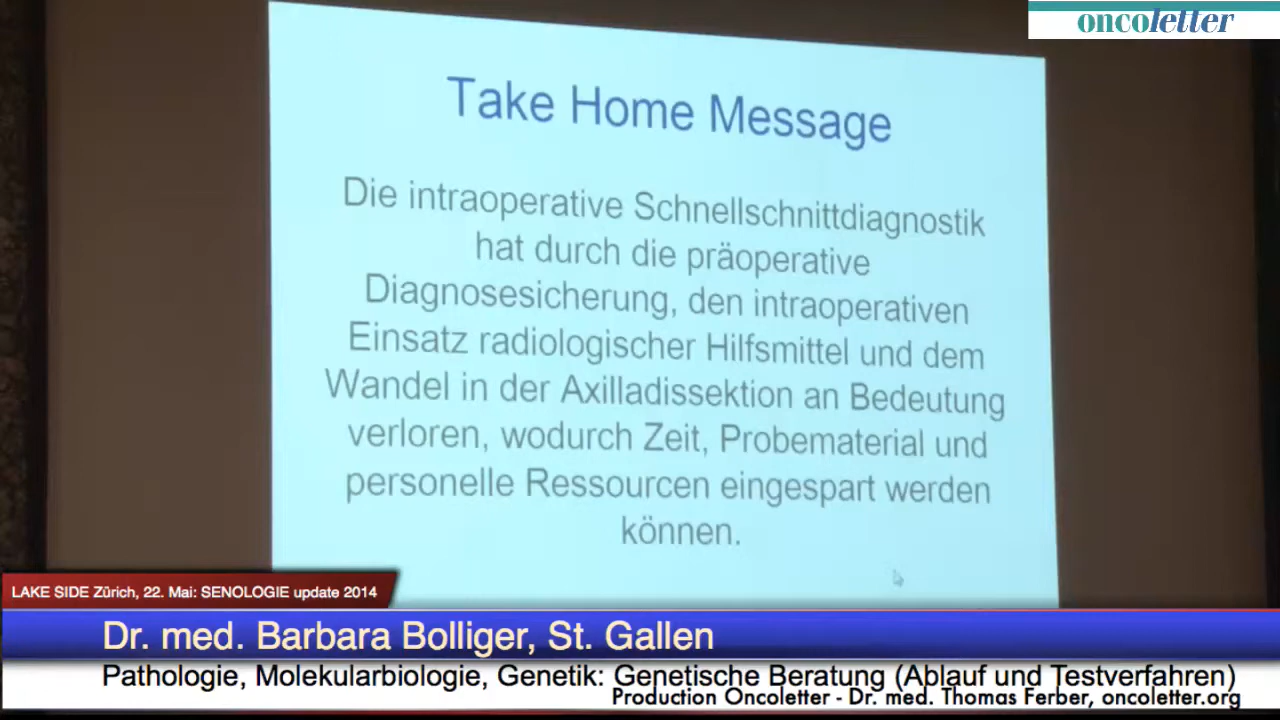 oncoletter
Take Home Message
Die intraoperative Schnellschnittdiagnostik
hat durch die präoperative
Diagnosesicherung, den intraoperativen
Einsatz radiologischer Hilfsmittel und dem
Wandel in der Axilladissektion an Bedeutung
verloren, wodurch Zeit, Probematerial und
personelle Ressourcen eingespart werden
können.
LAKE SIDE Zürich, 22. Mai: SENOLOGIE update 2014
Dr. med. Barbara Bolliger, St. Gallen
Pathologie, Molekularbiologie, Genetik: Genetische Beratung (Ablauf und Testverfahren)
Production Oncoletter - Dr. med. Thomas Ferber, oncoletter.org